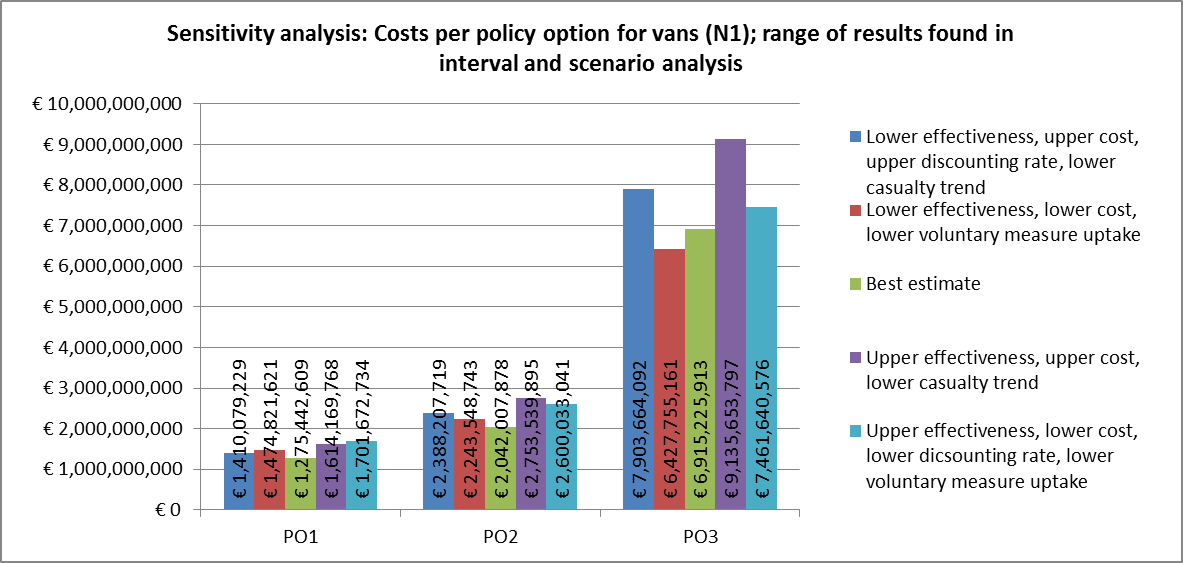 Sensitivity analysis: Costs per policy option for vans (N1); range of results found in
interval and scenario analysis
€ 10,000,000,000
€ 9,000,000,000
€ 8,000,000,000
€ 7,000,000,000
€ 6,000,000,000
€ 5,000,000,000
€ 4,000,000,000
€ 3,000,000,000
€ 2,000,000,000
€ 1,000,000,000
€ 0
€ 1,410,079,229
€ 1,474,821,621
€ 1,275,442,609
€ 1,614,169,768
€ 1,701,672,734
€ 2,388,207,719
€ 2,243,548,743
€ 2,042,007,878
€ 2,753,539,895
€ 2,600,033,041
€ 7,903,664,092
€ 6,427,755,161
€ 6,915,225,913
€ 9,135,653,797
€ 7,461,640,576
PO1
PO2
PO3
Lower effectiveness, upper cost,
upper discounting rate, lower
casualty trend
Lower effectiveness, lower cost,
lower voluntary measure uptake
Best estimate
Upper effectiveness, upper cost,
lower casualty trend
Upper effectiveness, lower cost,
lower dicsounting rate, lower
voluntary measure uptake